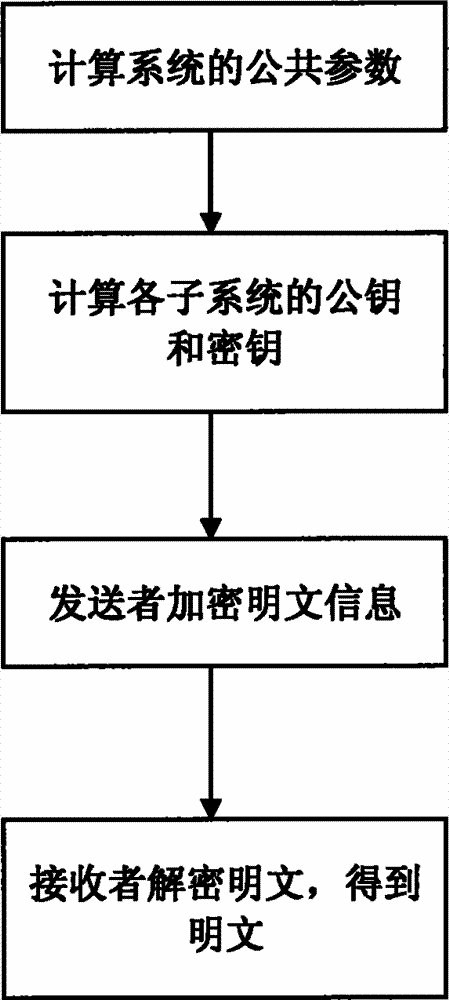 计算系统的公共参数
计算各子系统的公钥
和密钥
发送者加密明文信息
接收者解密明文，得到
明文